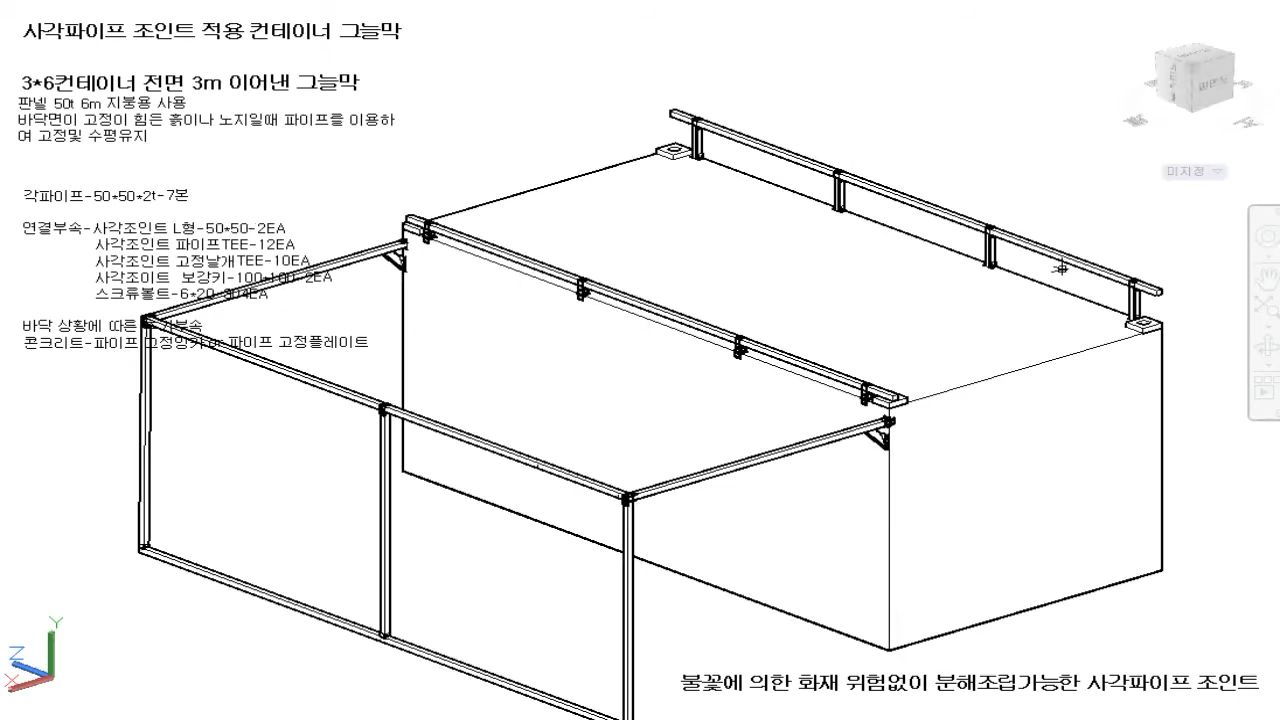 사각파이프 조인트 적용 컨테이너 그늘막
3*6컨테이너 전면 3m 이어낸 그늘막
판넬 50t 6m 지붕용 사용
바닥면이 고정이 힘든 흙이나 노지일때 파이프를 이용하
여 고정및 수평유지
각파이프-50*50*2t-7본
연결부속-사각조인트 L형-50*50-2EA
사각조인트 파이프TEE-12EA
사각조인트 고정날개TEE-10EA
사각조이트 보강키-100*100-2EA
스크류볼트-6*20-304EA
바닥 상황에 따른
콘크리트-파이프 고정앙카 or 파이프 고정플레이트
미지정
불꽃에 의한 화재 위험없이 분해조립가능한 사각파이프 조인트
Y
Z
X